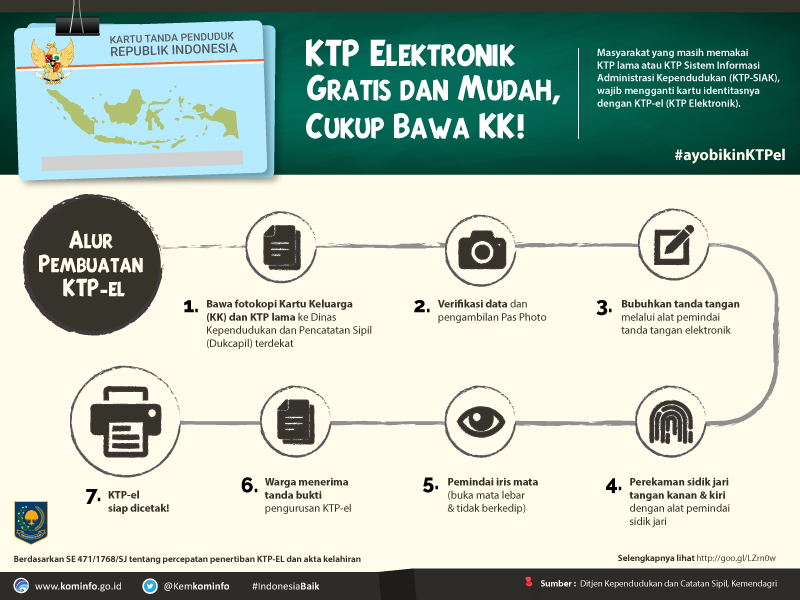 KARTU TANDA PENDUDUK
REPUBLIK INDONESIA
KTP ELEKTRONIK
GRATIS DAN MUDAH,
CUKUP BAWA KK!
Masyarakat yang masih memakai
KTP lama atau KTP Sistem Informasi
Administrasi Kependudukan (KTP-SIAK),
wajib mengganti kartu identitasnya
dengan KTP-el (KTP Elektronik).
#ayobikinKTPel
ALUR
PEMBUATAN
KTP-EL
1. Bawa fotokopi Kartu Keluarga
(KK) dan KTP lama ke Dinas
Kependudukan dan Pencatatan Sipil
(Dukcapil) terdekat
2. Verifikasi data dan
pengambilan Pas Photo
3. Bubuhkan tanda tangan
melalui alat pemindai
tanda tangan elektronik
4. Perekaman sidik jari
tangan kanan & kiri
dengan alat pemindai
sidik jari
5. Pemindai iris mata
(buka mata lebar
& tidak berkedip)
6. Warga menerima
tanda bukti
pengurusan KTP-el
7. KTP-el
siap dicetak!
Berdasarkan SE 471/1768/SJ tentang percepatan penertiban KTP-EL dan akta kelahiran
Selengkapnya lihat http://goo.gl/LZrn0w
www.kominfo.go.id
@Kemkominfo
#IndonesiaBaik
Sumber : Ditjen Kependudukan dan Catatan Sipil, Kemendagri